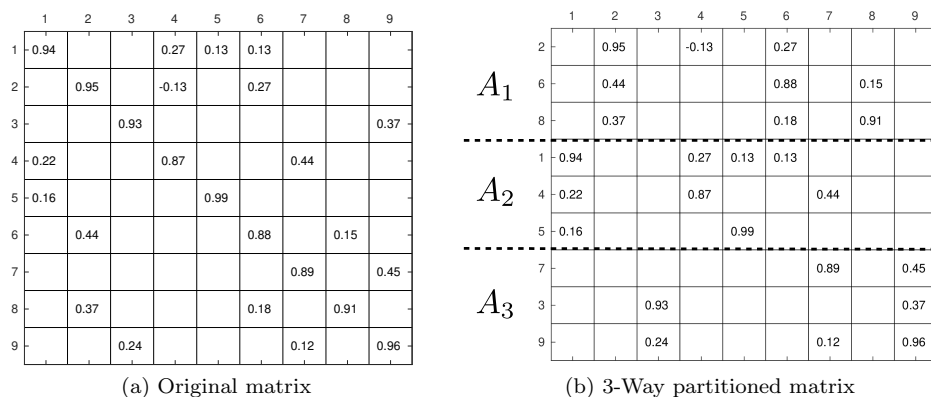 1 2 3 4 5 6 7 8 9
1 0.94 0.27 0.13 0.13
2 0.95 -0.13 0.27
3 0.93 0.37
4 0.22 0.87 0.44
5 0.16 0.99
6 0.44 0.88 0.15
7 0.89 0.45
8 0.37 0.18 0.91
9 0.24 0.12 0.96
(a) Original matrix
1 2 3 4 5 6 7 8 9
2 0.95 -0.13 0.27
A1 6 0.44 0.88 0.15
8 0.37 0.18 0.91
1 0.94 0.27 0.13 0.13
A2 4 0.22 0.87 0.44
5 0.16 0.99
7 0.89 0.45
A3 3 0.93 0.37
9 0.24 0.12 0.96
(b) 3-Way partitioned matrix